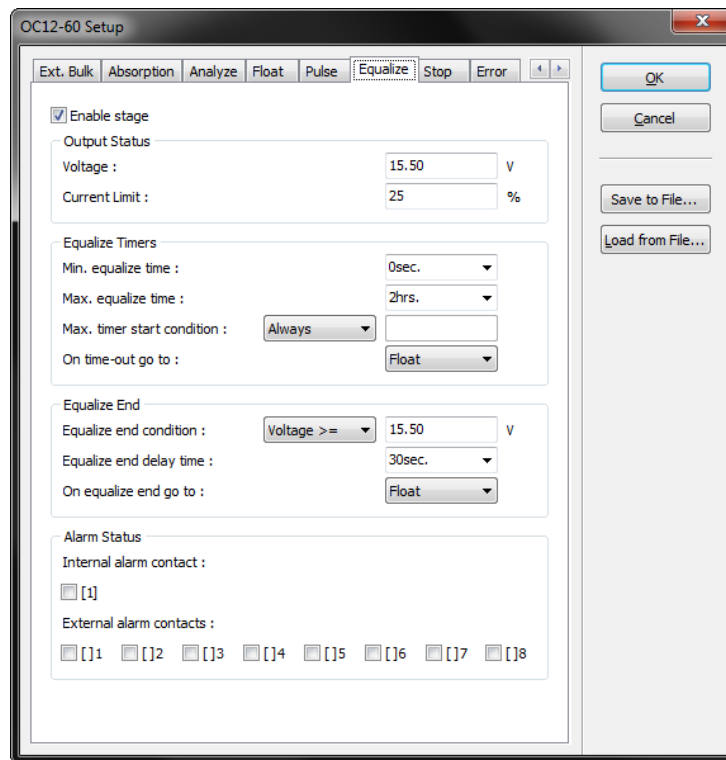 OC12-60 Setup
Ext. Bulk Absorption Analyze Float Pulse Equalize Stop Error
OK
Cancel
Save to File...
Load from File...
Enable stage
Output Status
Voltage : 15.50 V
Current Limit : 25 %
Equalize Timers
Min. equalize time : 0sec.
Max. equalize time : 2hrs.
Max. timer start condition : Always
On time-out go to : Float
Equalize End
Equalize end condition : Voltage >= 15.50 V
Equalize end delay time : 30sec.
On equalize end go to : Float
Alarm Status
Internal alarm contact :
[1]
External alarm contacts :
[]1 []2 []3 []4 []5 []6 []7 []8